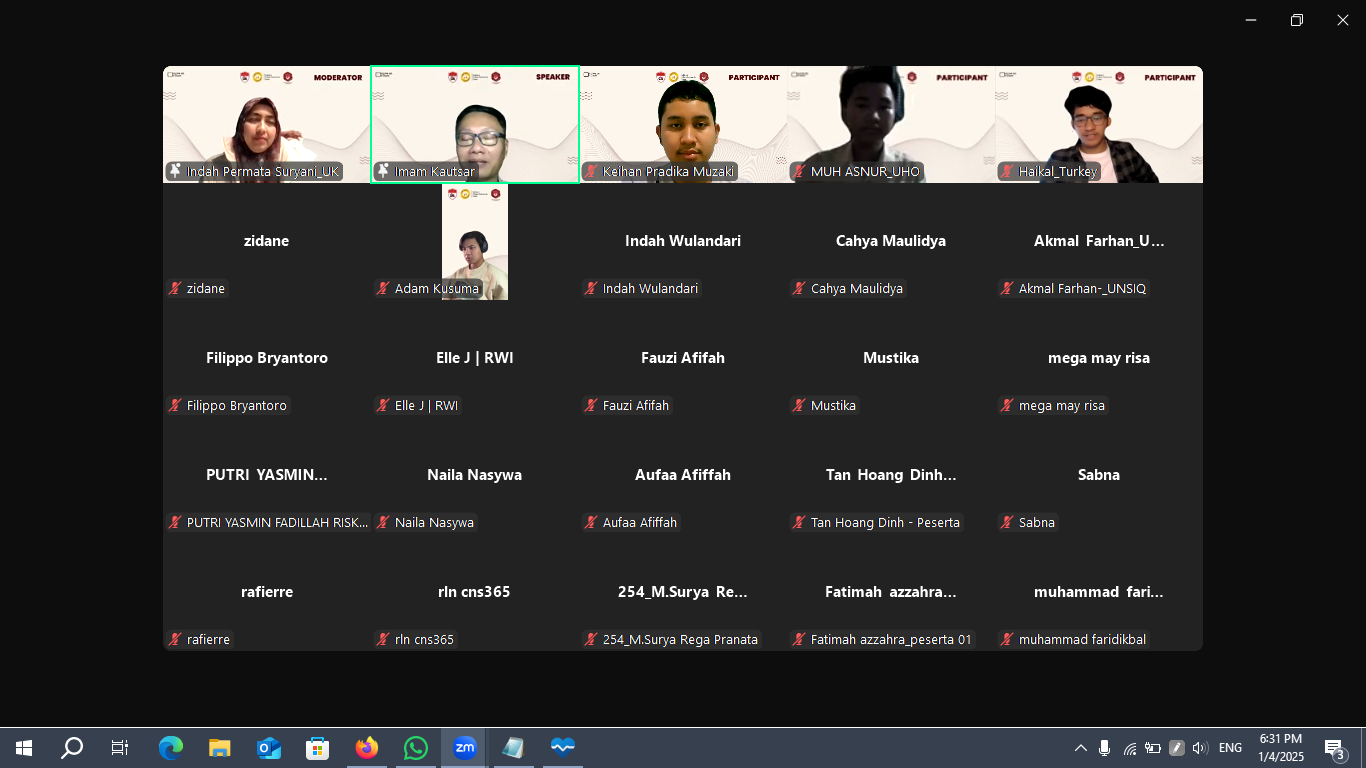 MODERATOR
SPEAKER
PARTICIPANT
PARTICIPANT
PARTICIPANT
Indah Permata Suryani_UK
Imam Kautsar
Keihan Pradika Muzaki
MUH ASNUR_UHO
Haikal_Turkey
zidane
Indah Wulandari
Cahya Maulidya
Akmal Farhan_U...
zidane
Adam Kusuma
Indah Wulandari
Cahya Maulidya
Akmal Farhan-_UNSIQ
Filippo Bryantoro
Elle J | RWI
Fauzi Afifah
Mustika
mega may risa
Filippo Bryantoro
Elle J | RWI
Fauzi Afifah
Mustika
mega may risa
PUTRI YASMIN...
Naila Nasywa
Aufaa Afiffah
Tan Hoang Dinh...
Sabna
PUTRI YASMIN FADILLAH RISK...
Naila Nasywa
Aufaa Afiffah
Tan Hoang Dinh - Peserta
Sabna
rafierre
rln cns365
254_M.Surya Re...
Fatimah azzahra...
muhammad fari...
rafierre
rln cns365
254_M.Surya Rega Pranata
Fatimah azzahra_peserta 01
muhammad faridikbal
zm
ENG
6:31 PM
1/4/2025
3